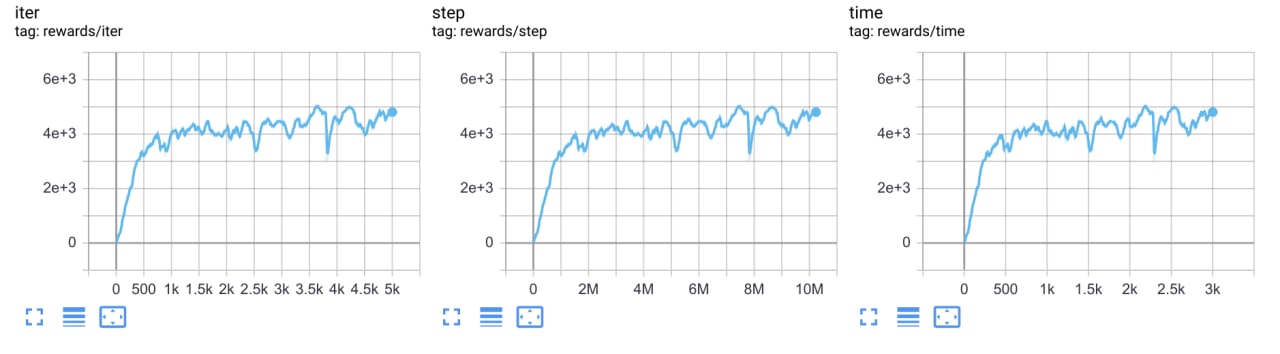 iter
tag: rewards/iter
6e+3
4e+3
2e+3
0
0 500 1k 1.5k 2k 2.5k 3k 3.5k 4k 4.5k 5k
step
tag: rewards/step
6e+3
4e+3
2e+3
0
0 2M 4M 6M 8M 10M
time
tag: rewards/time
6e+3
4e+3
2e+3
0
0 500 1k 1.5k 2k 2.5k 3k